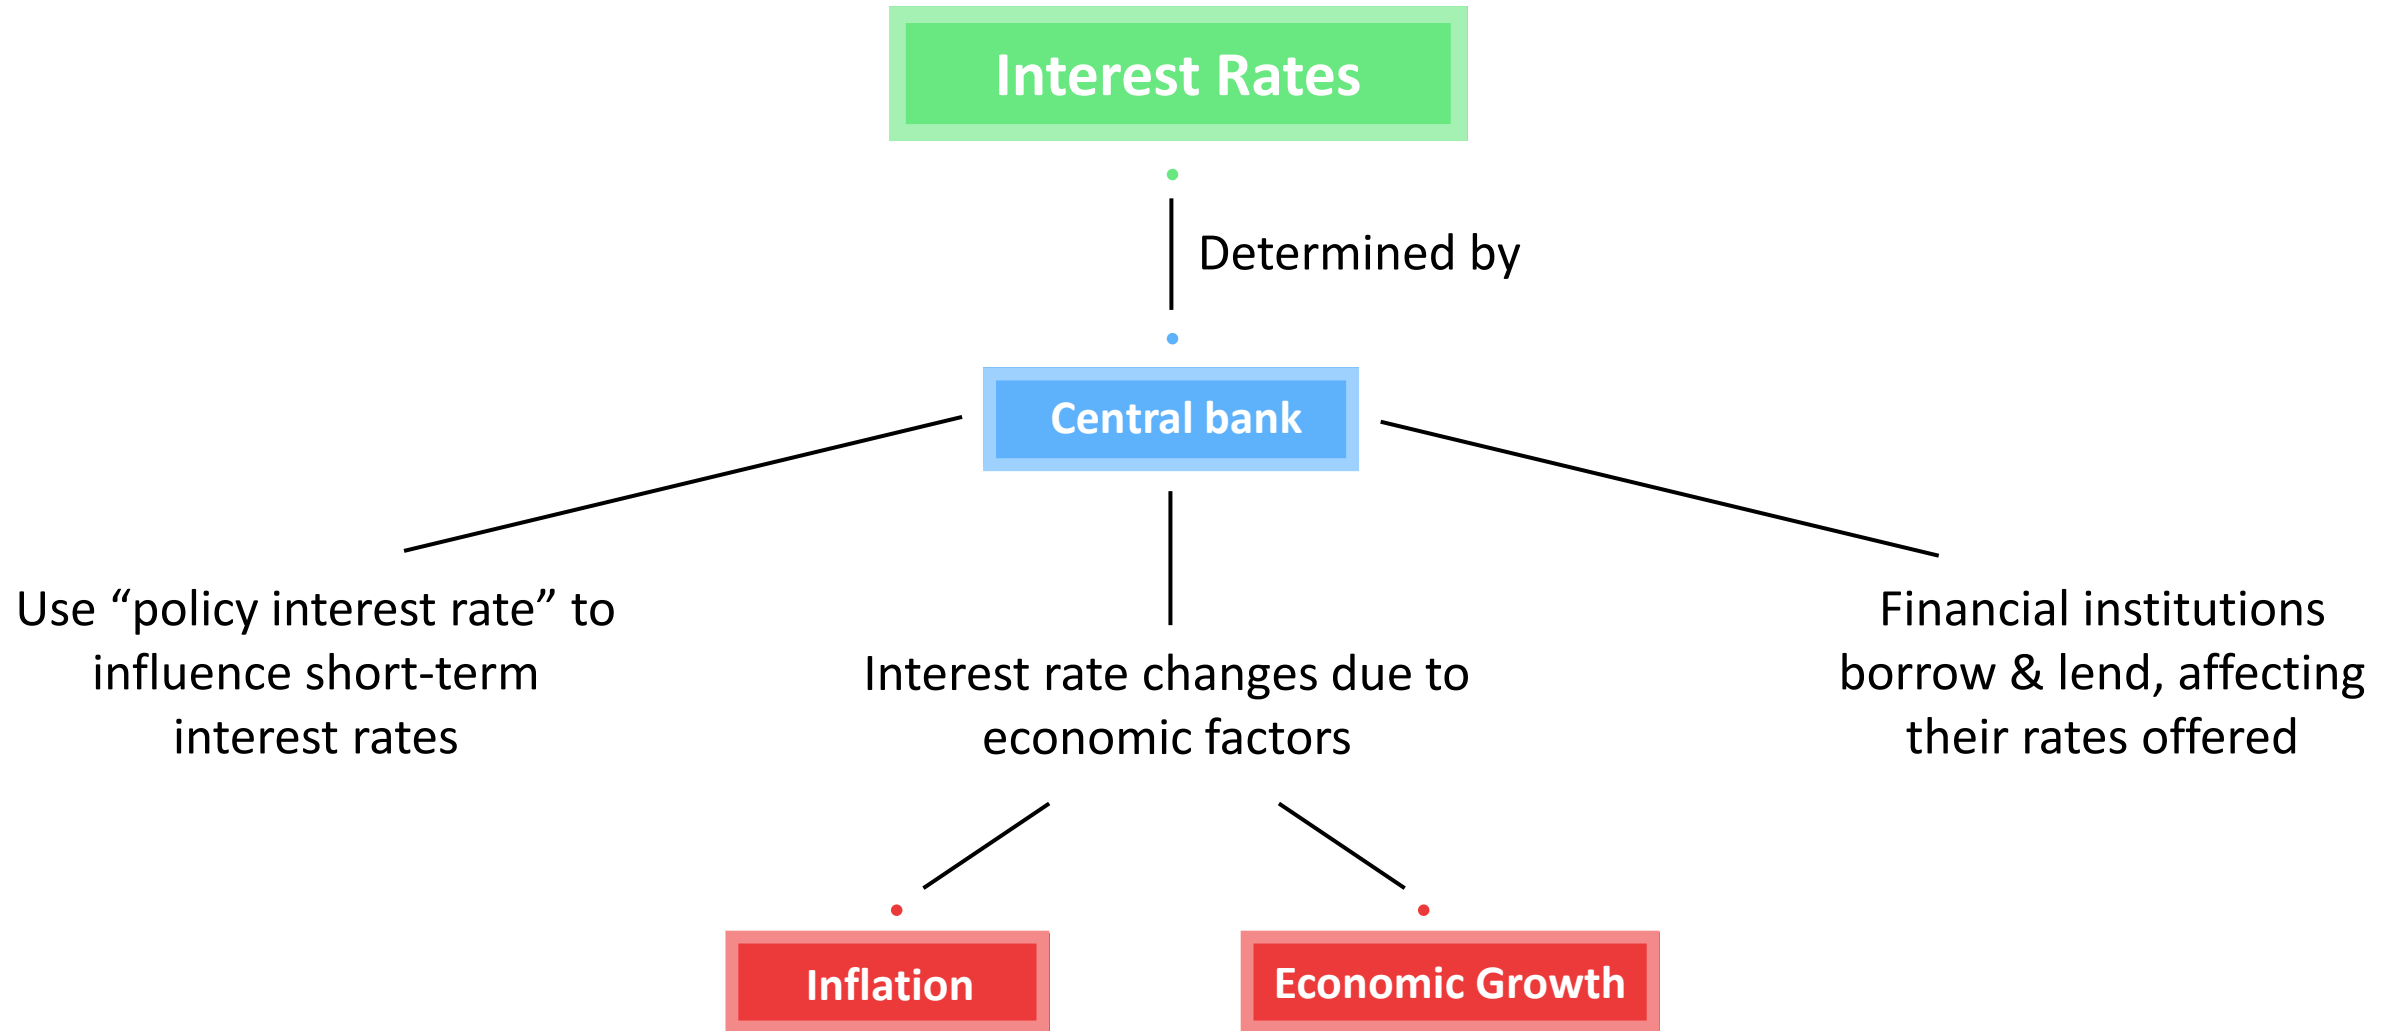 Interest Rates
Determined by
Central bank
Use “policy interest rate” to
influence short-term
interest rates
Interest rate changes due to
economic factors
Financial institutions
borrow & lend, affecting
their rates offered
Inflation
Economic Growth